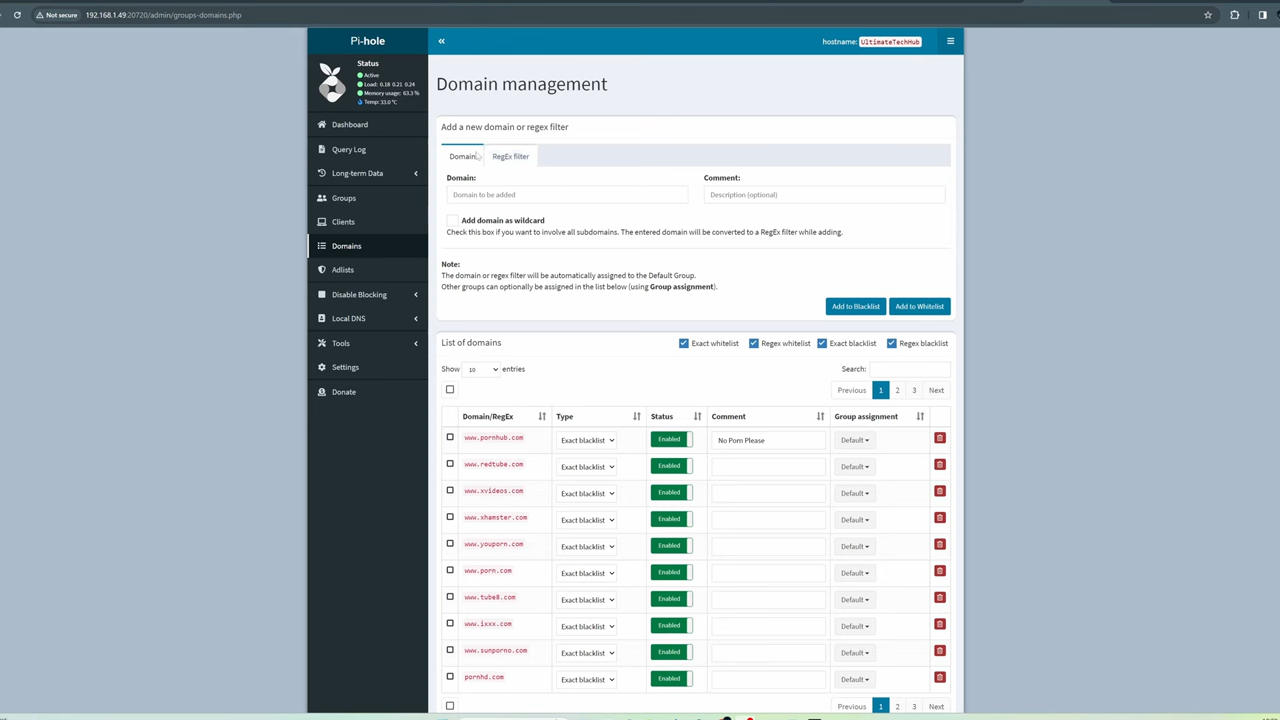 Not secure 192.168.1.49:20720/admin/groups-domains.php
Pi-hole
hostname: UltimateTechHub
Status
Active
Load: 0.18 0.21 0.24
Memory usage: 63.3 %
Temp: 33.0 °C
Dashboard
Query Log
Long-term Data
Groups
Clients
Domains
Adlists
Disable Blocking
Local DNS
Tools
Settings
Donate
Domain management
Add a new domain or regex filter
Domain RegEx filter
Domain: Comment:
Domain to be added Description (optional)
Add domain as wildcard
Check this box if you want to involve all subdomains. The entered domain will be converted to a RegEx filter while adding.
Note:
The domain or regex filter will be automatically assigned to the Default Group.
Other groups can optionally be assigned in the list below (using Group assignment).
Add to Blacklist Add to Whitelist
List of domains Exact whitelist Regex whitelist Exact blacklist Regex blacklist
Show 10 entries Search:
Previous 1 2 3 Next
Domain/RegEx Type Status Comment Group assignment
www.pornhub.com Exact blacklist Enabled No Porn Please Default
www.redtube.com Exact blacklist Enabled Default
www.xvideos.com Exact blacklist Enabled Default
www.xhamster.com Exact blacklist Enabled Default
www.youporn.com Exact blacklist Enabled Default
www.porn.com Exact blacklist Enabled Default
www.tube8.com Exact blacklist Enabled Default
www.ixxx.com Exact blacklist Enabled Default
www.sunporno.com Exact blacklist Enabled Default
pornhd.com Exact blacklist Enabled Default
Previous 1 2 3 Next